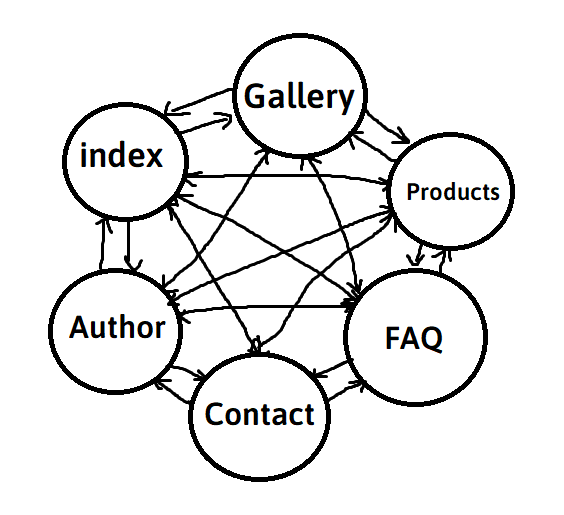 Gallery
index
Products
Author
FAQ
Contact